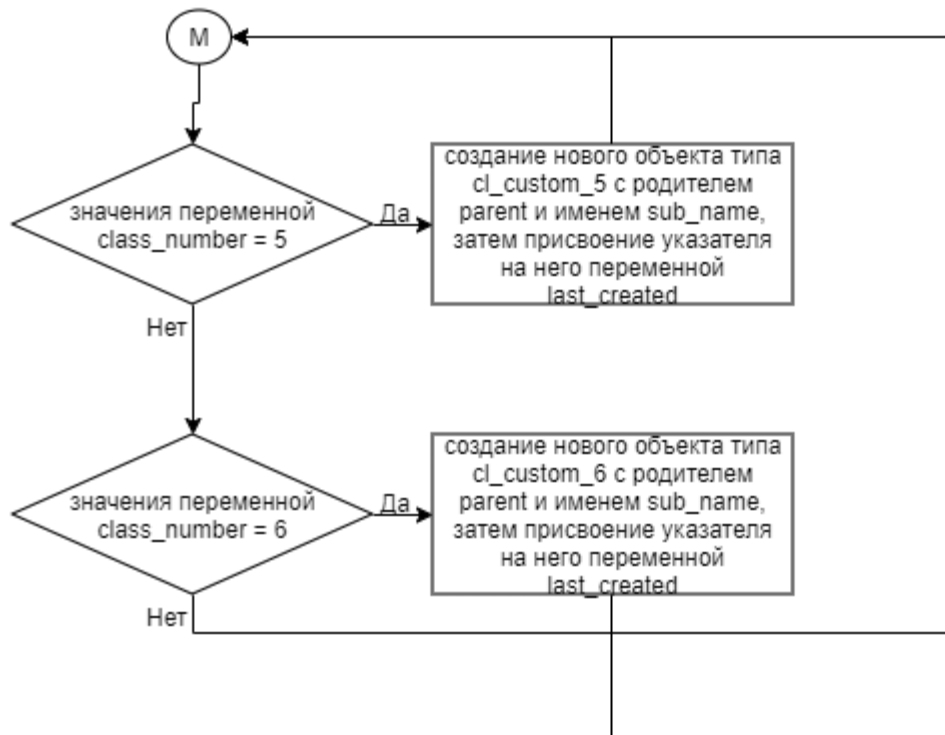 М
значения переменной
class_number = 5
Да
создание нового объекта типа
cl_custom_5 с родителем
parent и именем sub_name,
затем присвоение указателя
на него переменной
last_created
Нет
значения переменной
class_number = 6
Да
создание нового объекта типа
cl_custom_6 с родителем
parent и именем sub_name,
затем присвоение указателя
на него переменной
last_created
Нет